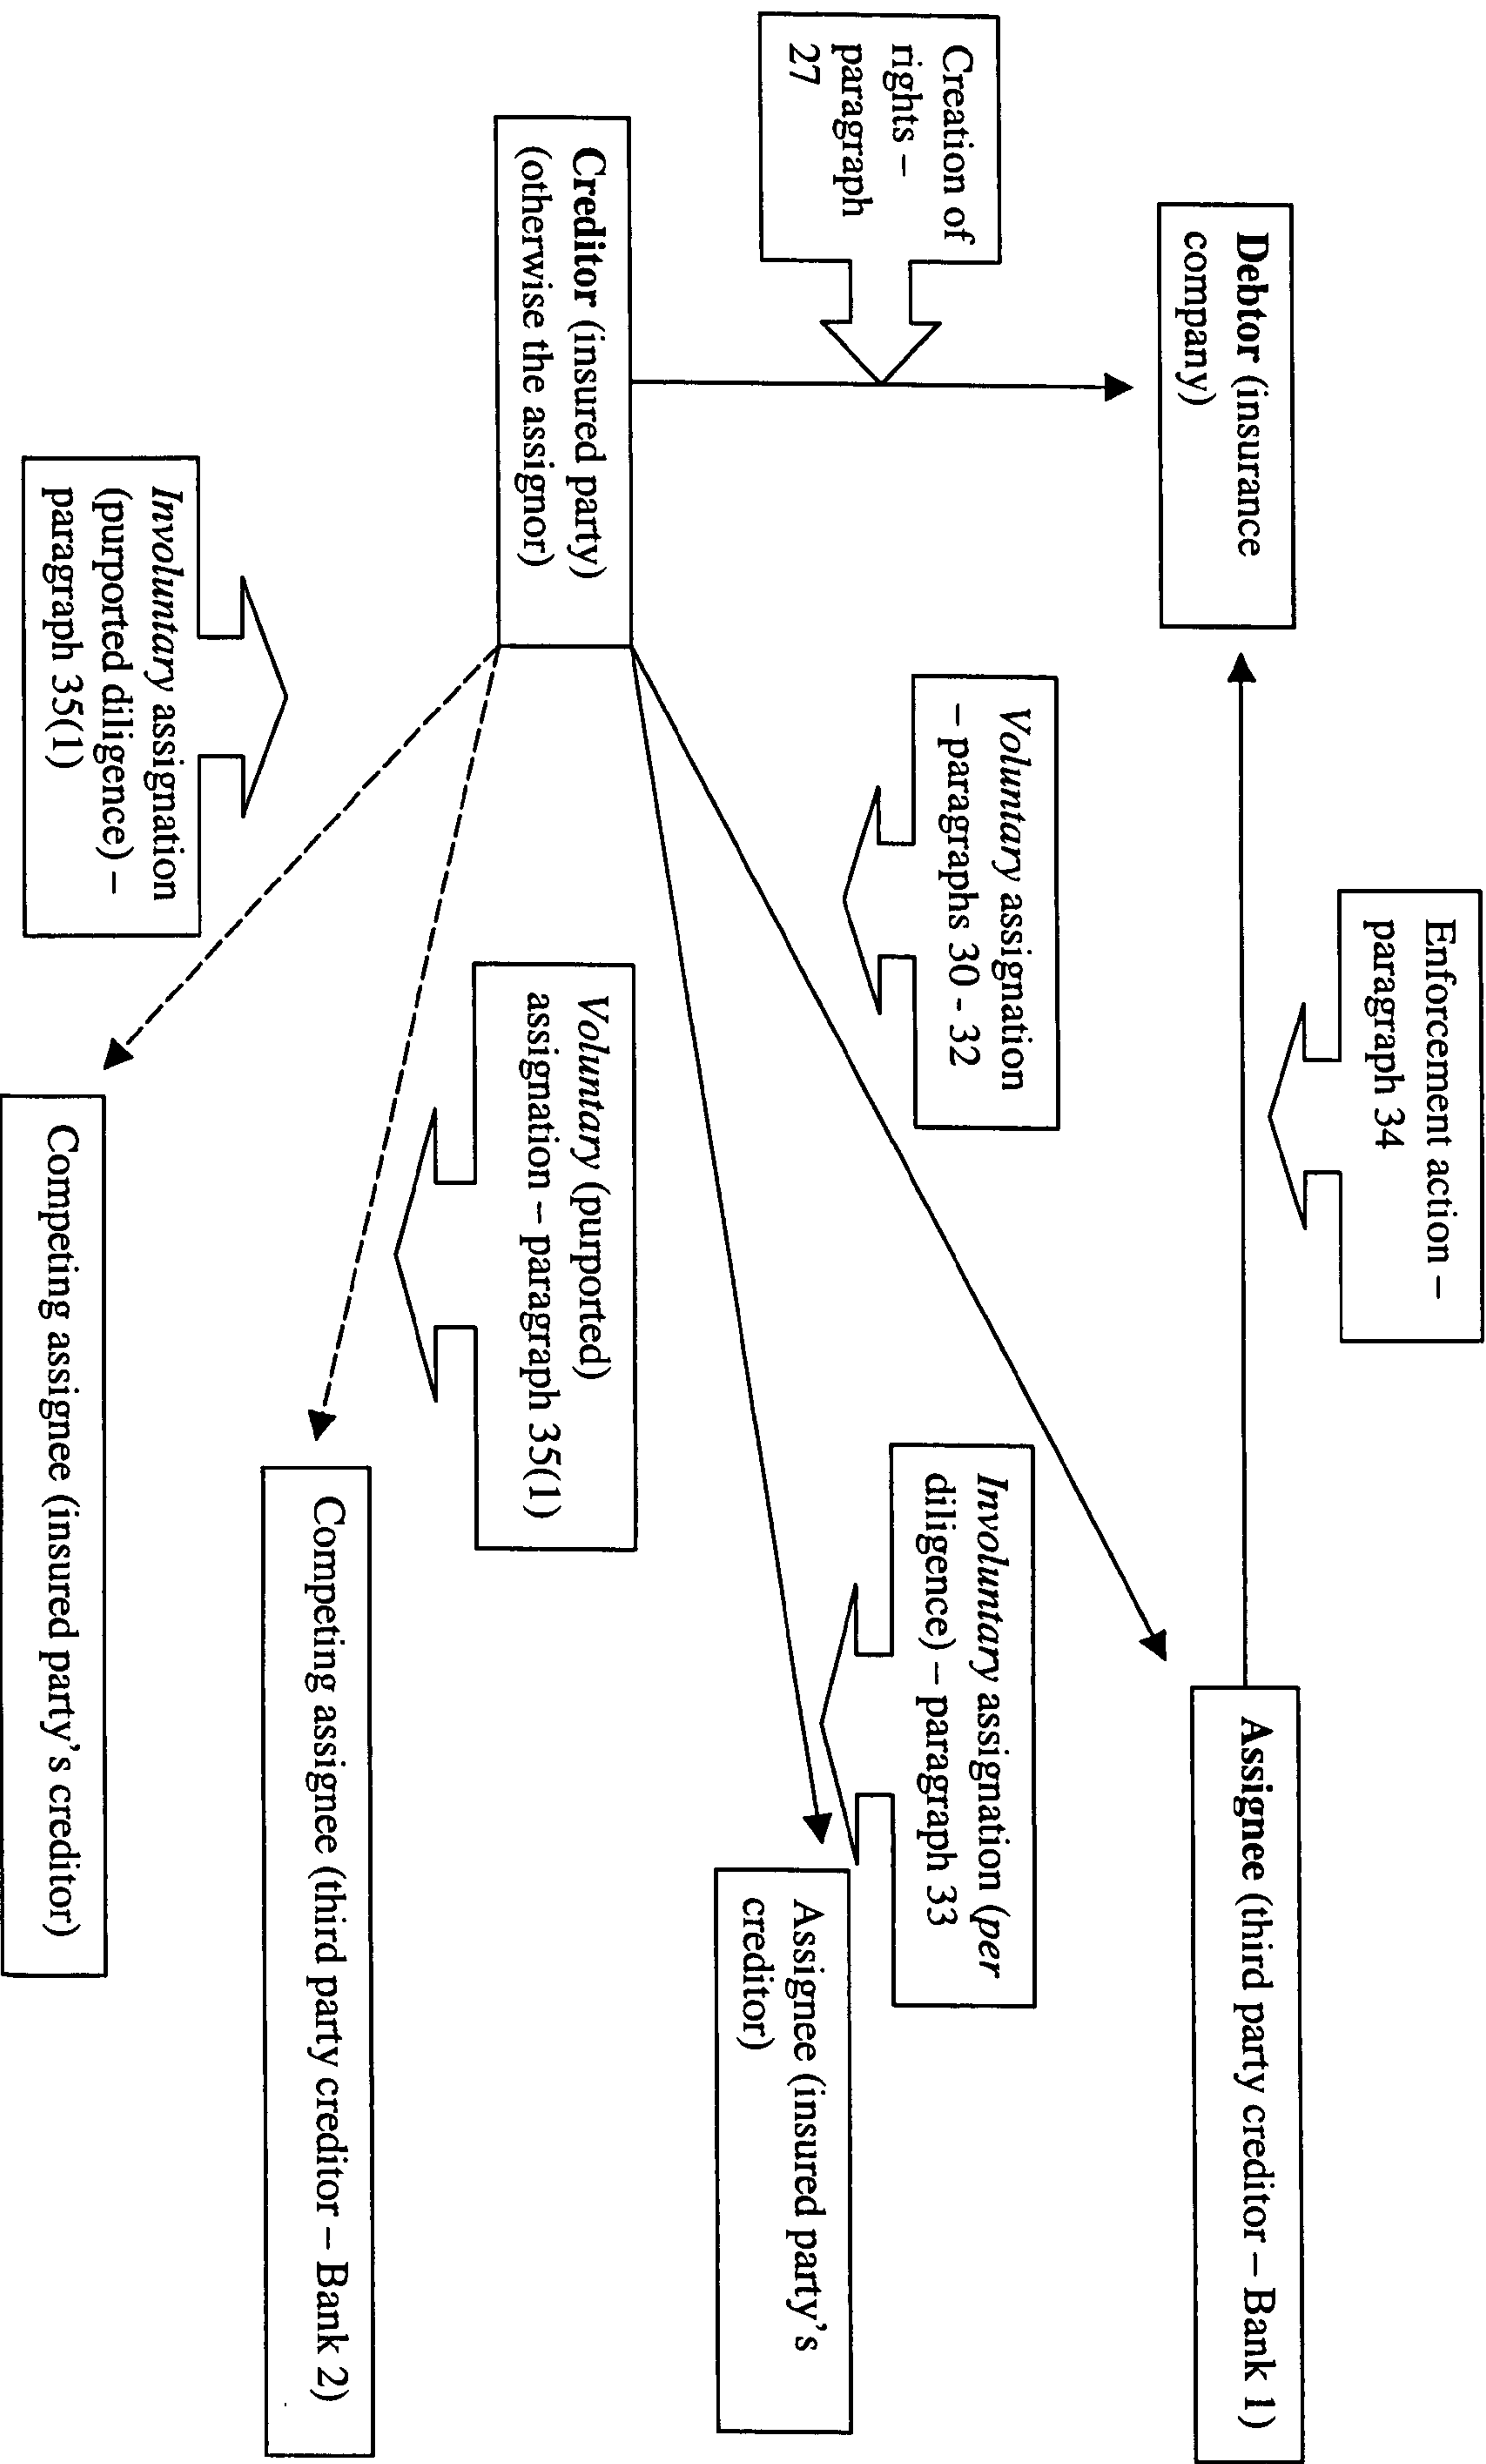 Debtor (insurance
company)
Enforcement action –
paragraph 34
Assignee (third party creditor – Bank 1)
Creation of
rights –
paragraph
27
Voluntary assignation
– paragraphs 30 - 32
Involuntary assignation (per
diligence) – paragraph 33
Assignee (insured party's
creditor)
Creditor (insured party)
(otherwise the assignor)
Voluntary (purported)
assignation – paragraph 35(1)
Competing assignee (third party creditor – Bank 2)
Involuntary assignation
(purported diligence) –
paragraph 35(1)
Competing assignee (insured party's creditor)